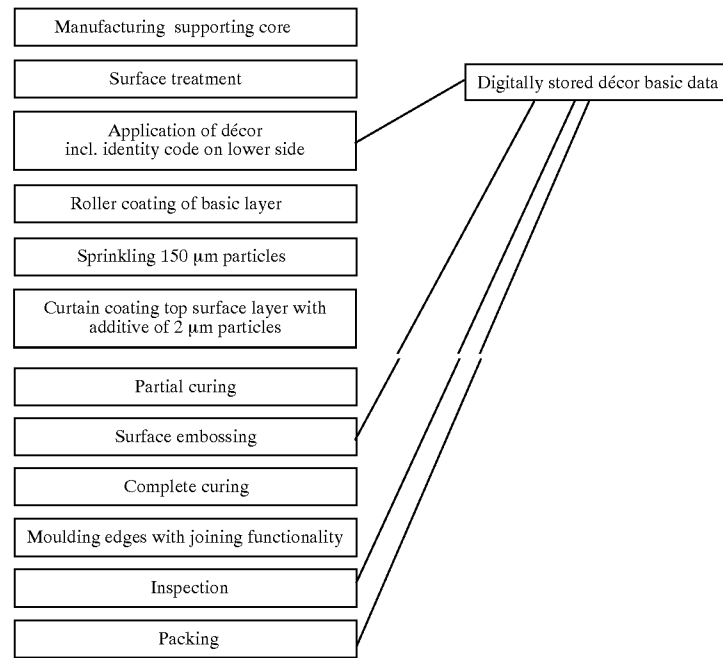 Manufacturing supporting core
Surface treatment
Digitally stored décor basic data
Application of décor
incl. identity code on lower side
Roller coating of basic layer
Sprinkling 150 μm particles
Curtain coating top surface layer with
additive of 2 μm particles
Partial curing
Surface embossing
Complete curing
Moulding edges with joining functionality
Inspection
Packing